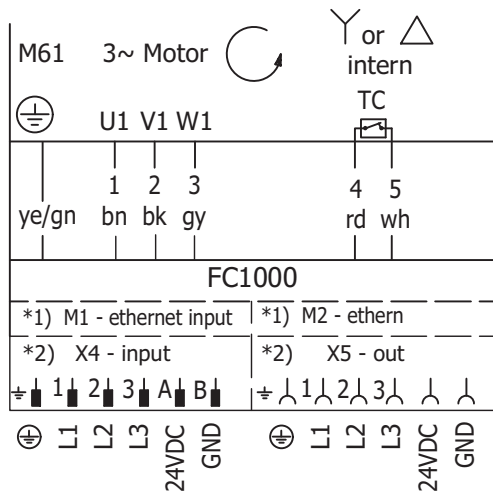 M61 3~ Motor
or
intern
TC
U1 V1 W1
1 2 3 4 5
ye/gn bn bk gy rd wh
FC1000
*1) M1 - ethernet input *1) M2 - ethern
*2) X4 - input *2) X5 - out
1 2 3 A B 1 2 3
L1 L2 L3 24VDC GND L1 L2 L3 24VDC GND